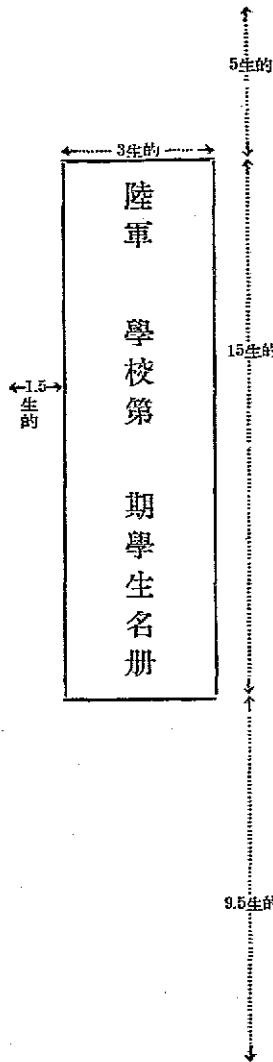 5生的
3生的
陸軍　學校第　期學生名册
15生的
1.5生的
9.5生的